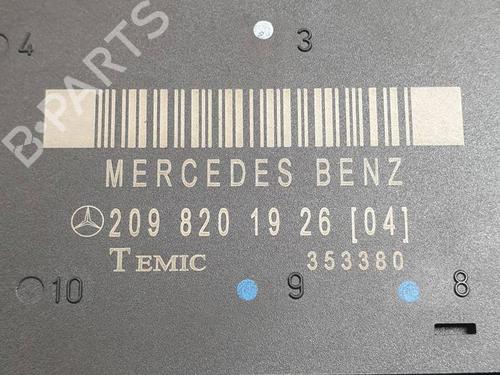 4
3
B-PARTS
MERCEDES BENZ
209 820 19 26 [04]
TEMIC 353380
10 9 8